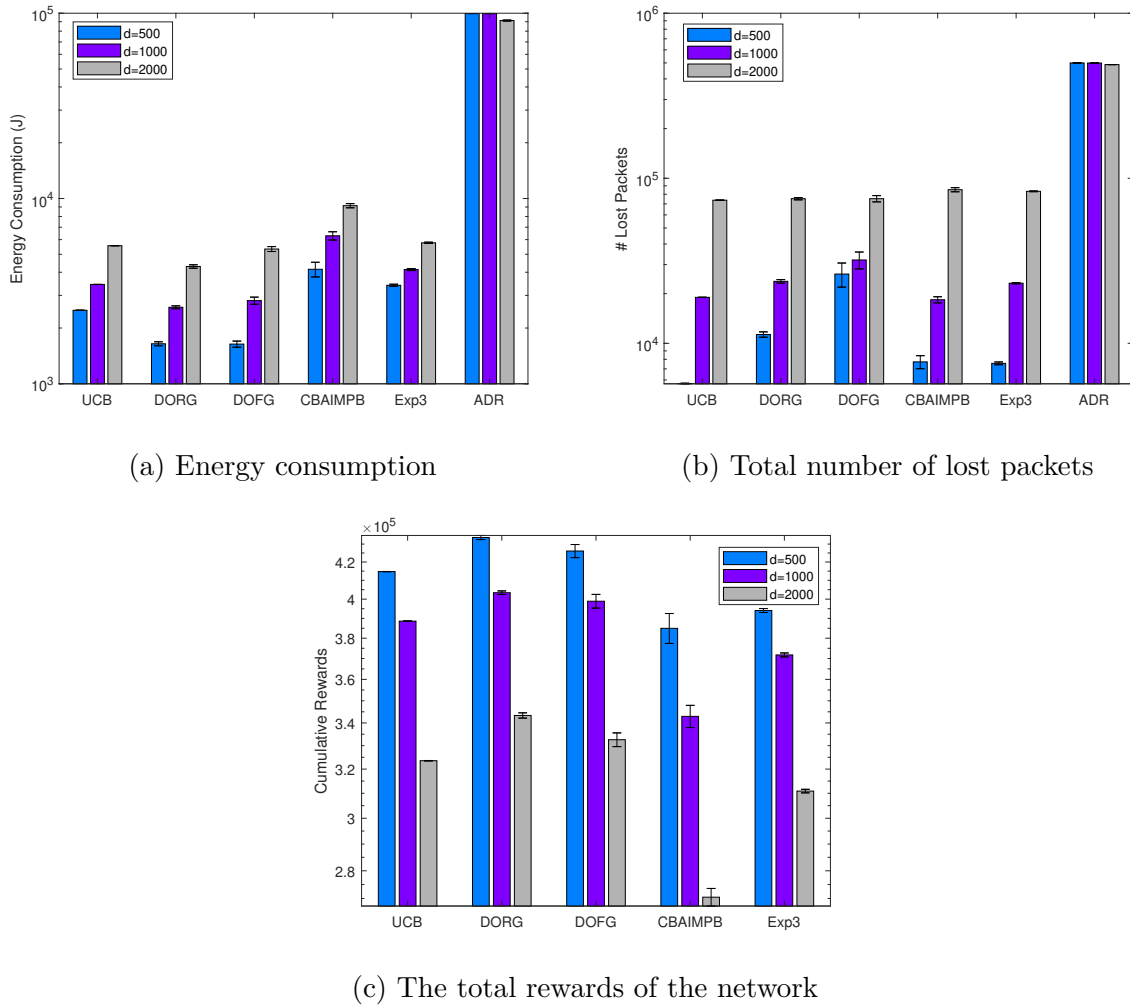 10^5
10^4
10^3
Energy Consumption (J)
d=500
d=1000
d=2000
UCB DORG DOFG CBAIMPB Exp3 ADR
(a) Energy consumption
10^6
10^5
10^4
# Lost Packets
d=500
d=1000
d=2000
UCB DORG DOFG CBAIMPB Exp3 ADR
(b) Total number of lost packets
×10^5
4.2
4
3.8
3.6
3.4
3.2
3
2.8
Cumulative Rewards
d=500
d=1000
d=2000
UCB DORG DOFG CBAIMPB Exp3
(c) The total rewards of the network